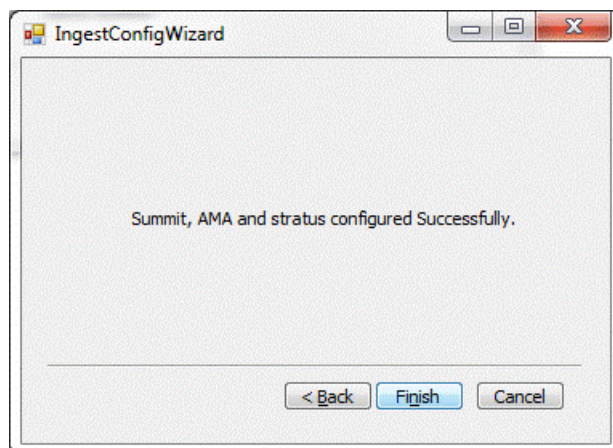 IngestConfigWizard
Summit, AMA and stratus configured Successfully.
< Back
Finish
Cancel